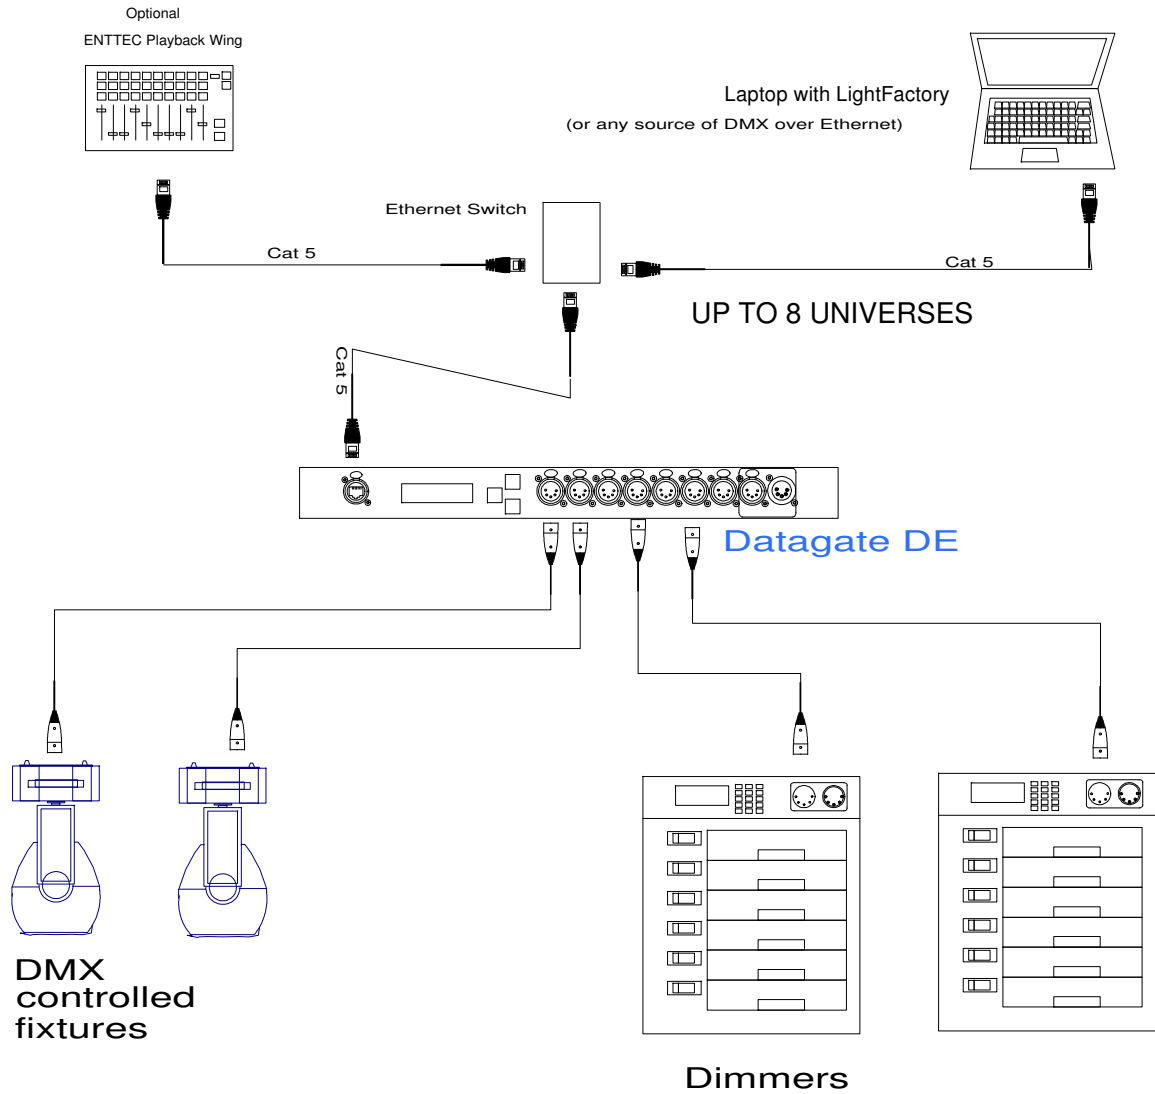 Optional
ENTTEC Playback Wing
Laptop with LightFactory
(or any source of DMX over Ethernet)
Ethernet Switch
Cat 5
Cat 5
UP TO 8 UNIVERSES
Cat 5
Datagate DE
DMX
controlled
fixtures
Dimmers